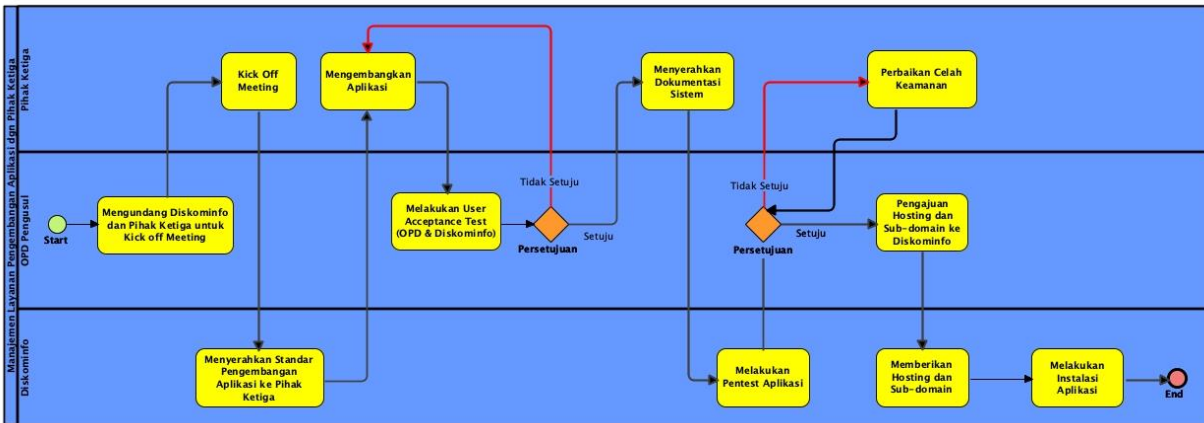 Manajemen Layanan Pengembangan Aplikasi dgn Pihak Ketiga
Pihak Ketiga
Kick Off
Meeting
Mengembangkan
Aplikasi
Menyerahkan
Dokumentasi
Sistem
Perbaikan Celah
Keamanan
OPD Pengusul
Start
Mengundang Diskominfo
dan Pihak Ketiga untuk
Kick off Meeting
Melakukan User
Acceptance Test
(OPD & Diskominfo)
Tidak Setuju
Persetujuan
Setuju
Tidak Setuju
Persetujuan
Setuju
Pengajuan
Hosting dan
Sub-domain ke
Diskominfo
Diskominfo
Menyerahkan Standar
Pengembangan
Aplikasi ke Pihak
Ketiga
Melakukan
Pentest Aplikasi
Memberikan
Hosting dan
Sub-domain
Melakukan
Instalasi
Aplikasi
End